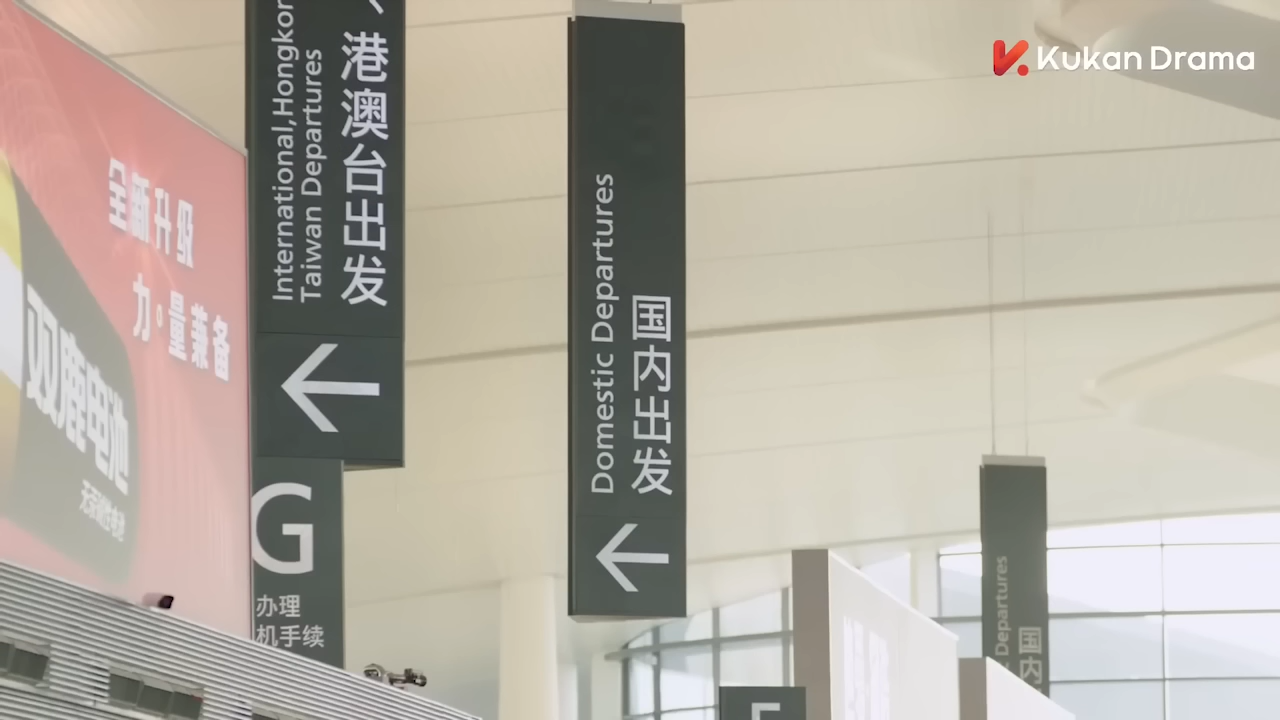 Kukan Drama
全新升级
力。量兼备
双鹿电池
International,Hongkon
Taiwan Departures
港澳台出发
G
办理
机手续
Domestic Departures
国内出发
Departures
国内